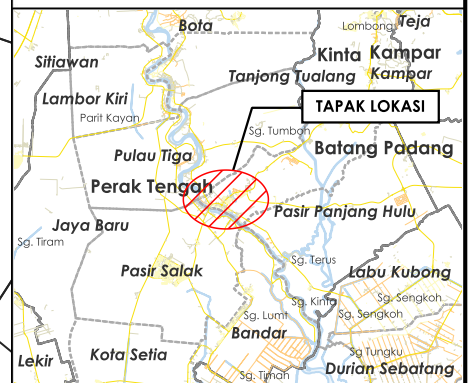 Bota
Lombong
Teja
Sitiawan
Kinta
Kampar
Tanjong Tualang
Kampar
Lambor Kiri
TAPAK LOKASI
Parit Kayan
Sg. Tumboh
Pulau Tiga
Batang Padang
Perak Tengah
Pasir Panjang Hulu
Jaya Baru
Sg. Tiram
Sg. Terus
Pasir Salak
Labu Kubong
Sg. Kinta
Sg. Sengkoh
Sg. Lumt
Sg. Sengkoh
Bandar
Lekir
Kota Setia
Sg Tungku
Sg. Timah
Durian Sebatang